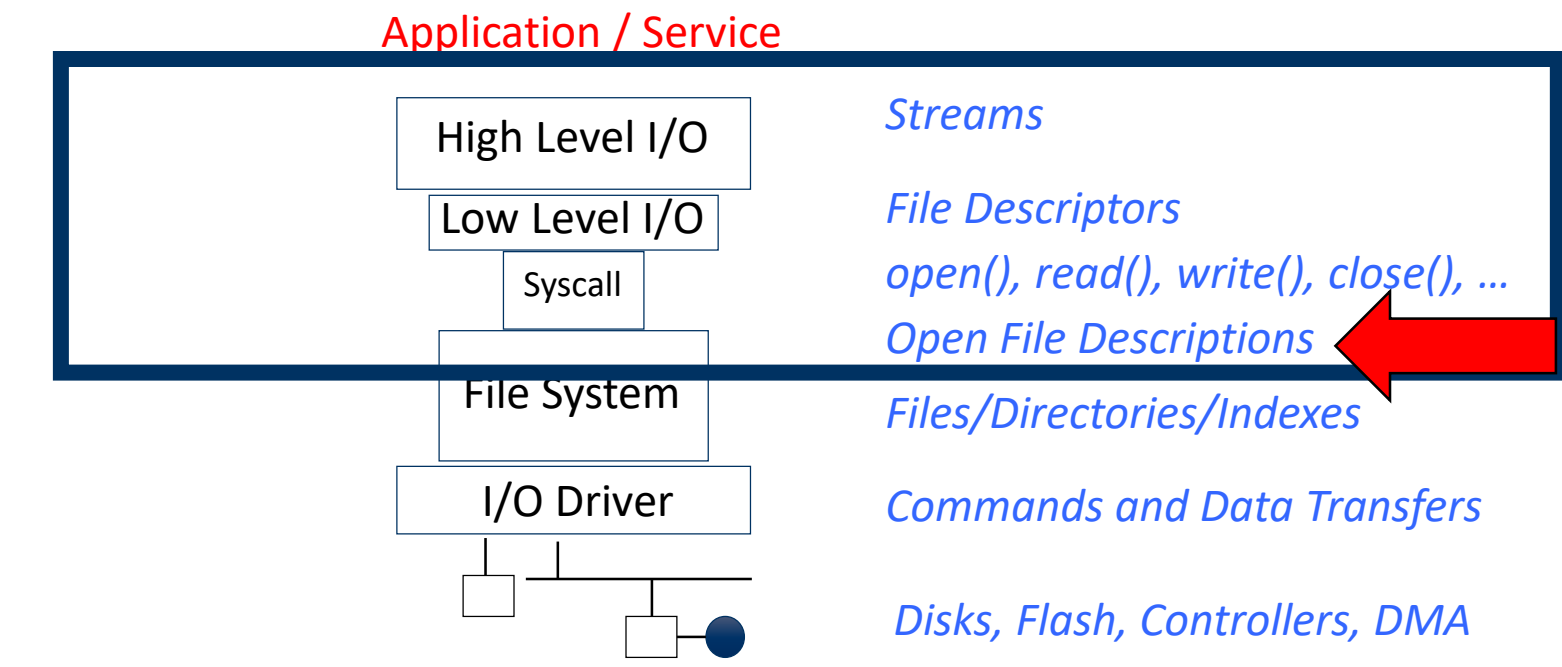 Application / Service
High Level I/O
Streams
Low Level I/O
File Descriptors
Syscall
open(), read(), write(), close(), …
Open File Descriptions
File System
Files/Directories/Indexes
I/O Driver
Commands and Data Transfers
Disks, Flash, Controllers, DMA